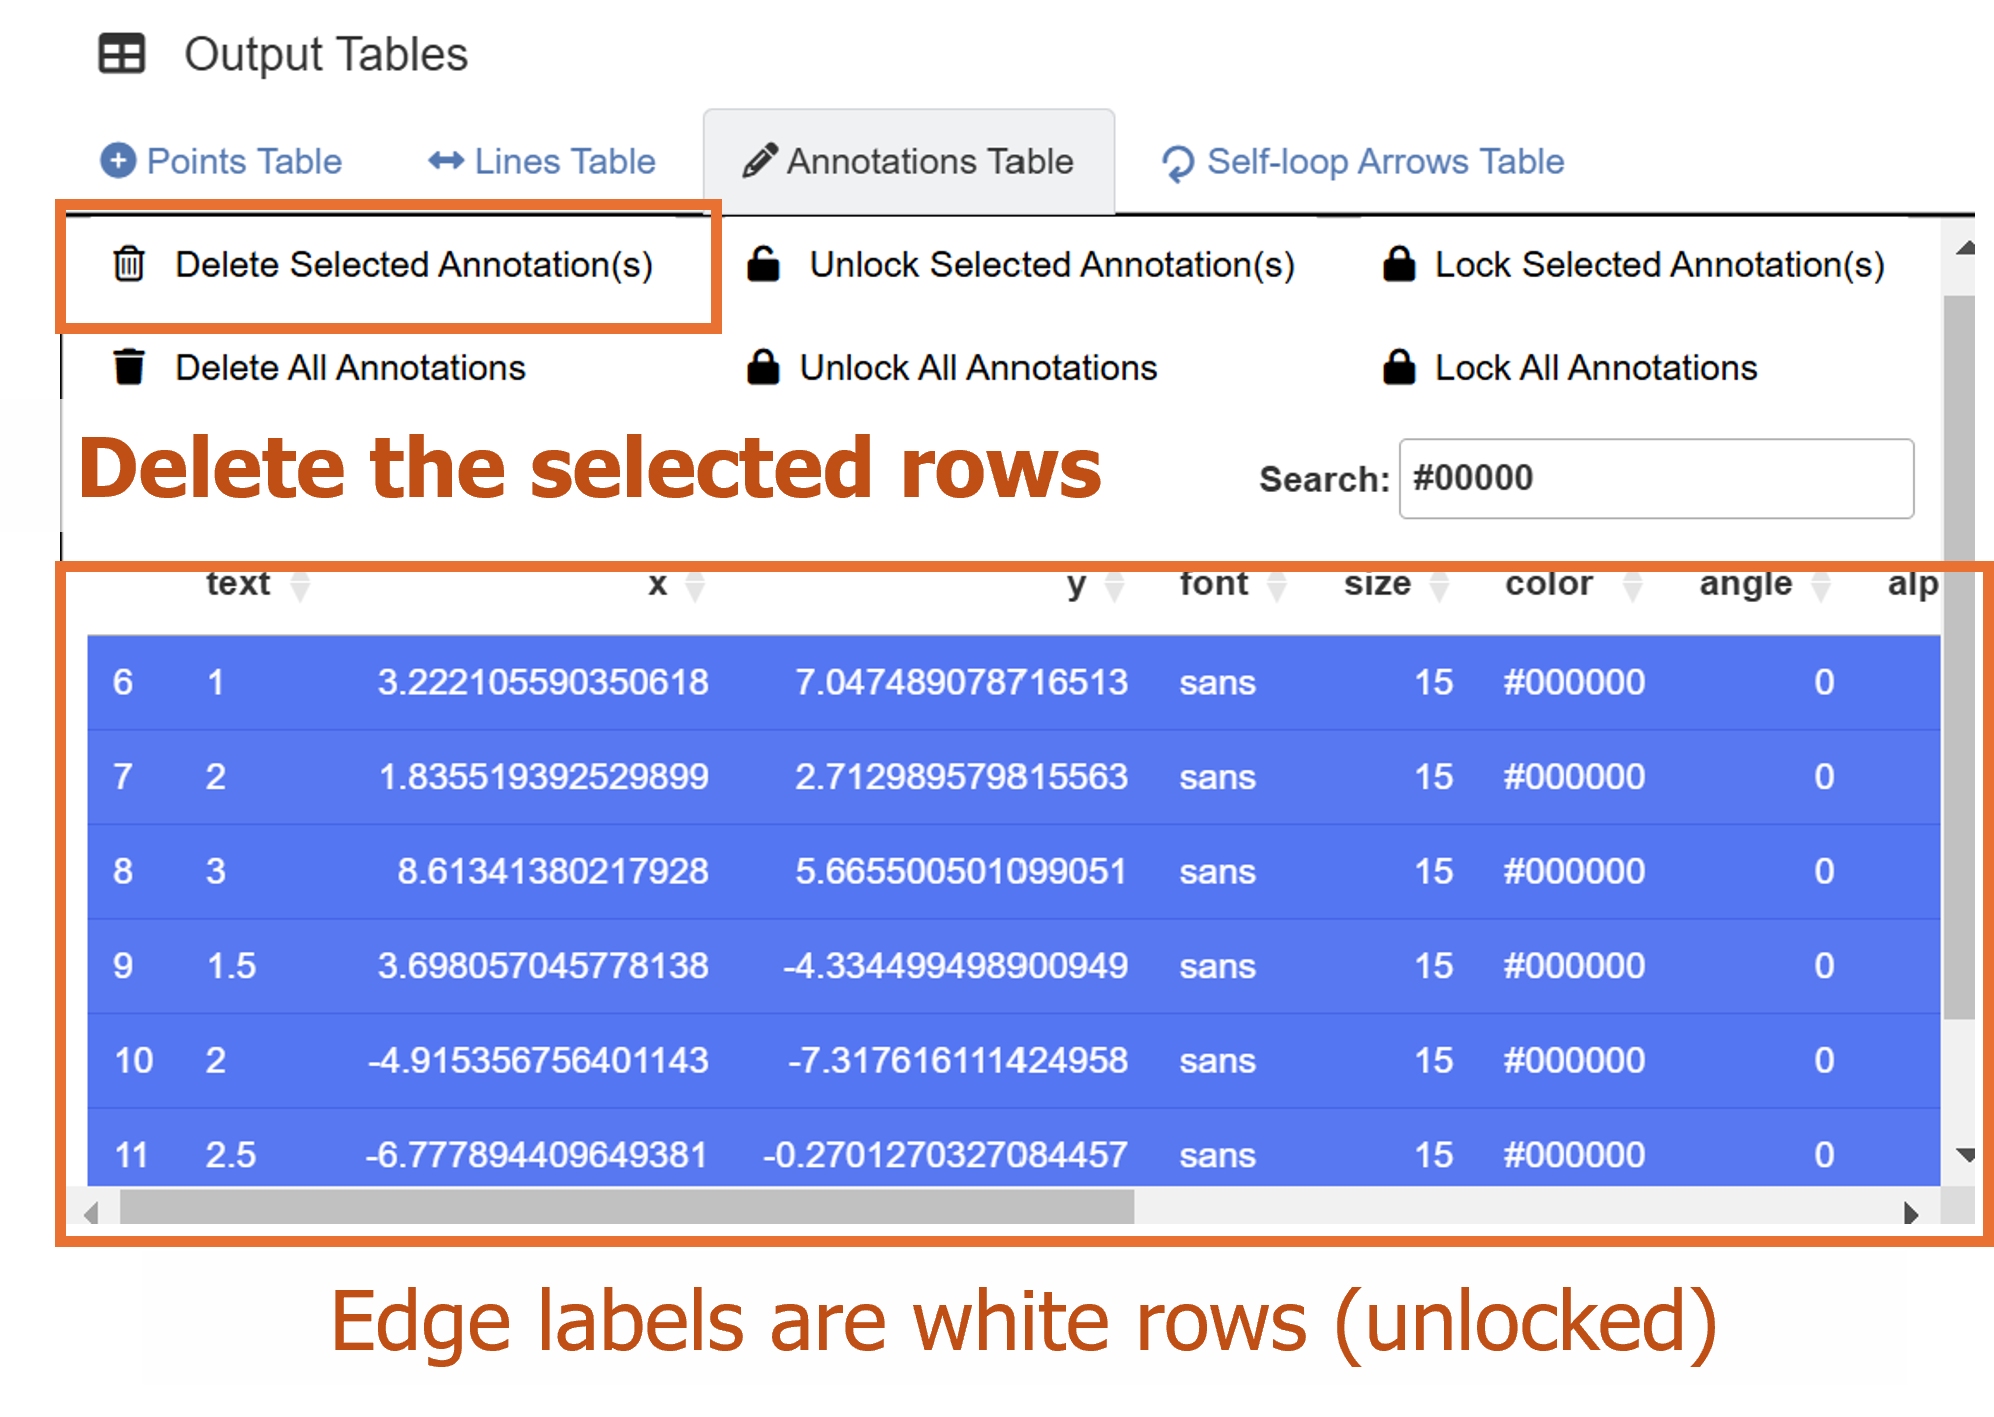 Output Tables
Points Table Lines Table Annotations Table Self-loop Arrows Table
Delete Selected Annotation(s) Unlock Selected Annotation(s) Lock Selected Annotation(s)
Delete All Annotations Unlock All Annotations Lock All Annotations
Delete the selected rows Search: #00000
text x y font size color angle alp
6 1 3.222105590350618 7.047489078716513 sans 15 #000000 0
7 2 1.835519392529899 2.712989579815563 sans 15 #000000 0
8 3 8.61341380217928 5.665500501099051 sans 15 #000000 0
9 1.5 3.698057045778138 -4.334499498900949 sans 15 #000000 0
10 2 -4.915356756401143 -7.317616111424958 sans 15 #000000 0
11 2.5 -6.777894409649381 -0.2701270327084457 sans 15 #000000 0
Edge labels are white rows (unlocked)